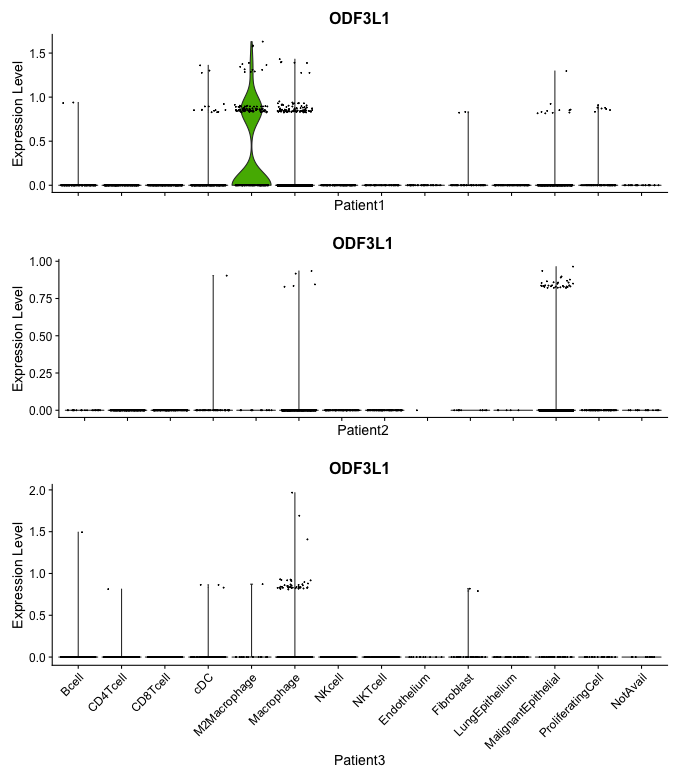 ODF3L1
Expression Level
1.5
1.0
0.5
0.0
Patient1
ODF3L1
Expression Level
1.00
0.75
0.50
0.25
0.00
Patient2
ODF3L1
Expression Level
2.0
1.5
1.0
0.5
0.0
Bcell
CD4Tcell
CD8Tcell
cDC
M2Macrophage
Macrophage
NKcell
NKTcell
Endothelium
Fibroblast
LungEpithelium
MalignantEpithelial
ProliferatingCell
NotAvail
Patient3